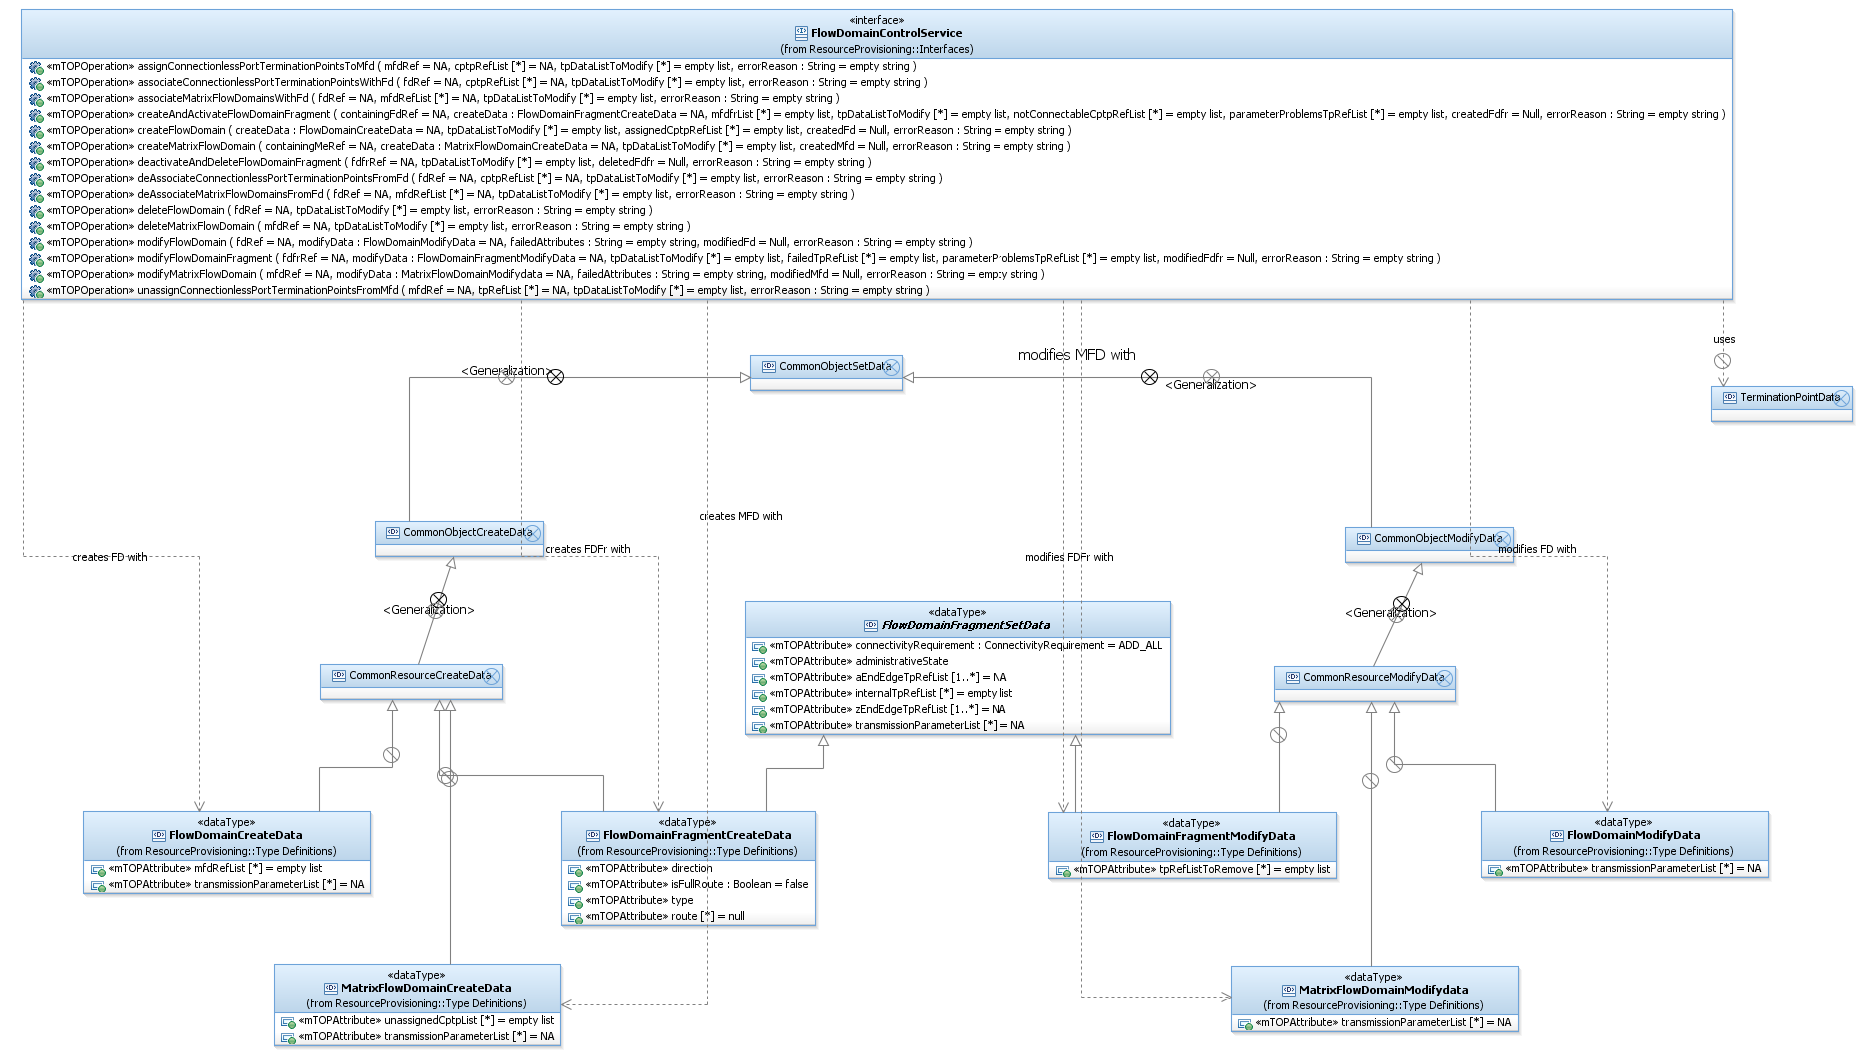 «interface»
FlowDomainControlService
(from ResourceProvisioning::Interfaces)
«mTOPOperation» assignConnectionlessPortTerminationPointsToMfd ( mfdRef = NA, cptpRefList [*] = NA, tpDataListToModify [*] = empty list, errorReason : String = empty string )
«mTOPOperation» associateConnectionlessPortTerminationPointsWithFd ( fdRef = NA, cptpRefList [*] = NA, tpDataListToModify [*] = empty list, errorReason : String = empty string )
«mTOPOperation» associateMatrixFlowDomainsWithFd ( fdRef = NA, mfdRefList [*] = NA, tpDataListToModify [*] = empty list, errorReason : String = empty string )
«mTOPOperation» createAndActivateFlowDomainFragment ( containingFdRef = NA, createData : FlowDomainFragmentCreateData = NA, mfdfrList [*] = empty list, tpDataListToModify [*] = empty list, notConnectableCptpRefList [*] = empty list, parameterProblemsTpRefList [*] = empty list, createdFdfr = Null, errorReason : String = empty string )
«mTOPOperation» createFlowDomain ( createData : FlowDomainCreateData = NA, tpDataListToModify [*] = empty list, assignedCptpRefList [*] = empty list, createdFd = Null, errorReason : String = empty string )
«mTOPOperation» createMatrixFlowDomain ( containingMeRef = NA, createData : MatrixFlowDomainCreateData = NA, tpDataListToModify [*] = empty list, createdMfd = NA, errorReason : String = empty string )
«mTOPOperation» deactivateAndDeleteFlowDomainFragment ( fdfrRef = NA, tpDataListToModify [*] = empty list, deletedFdfr = Null, errorReason : String = empty string )
«mTOPOperation» deAssociateConnectionlessPortTerminationPointsFromFd ( fdRef = NA, cptpRefList [*] = NA, tpDataListToModify [*] = empty list, errorReason : String = empty string )
«mTOPOperation» deAssociateMatrixFlowDomainsFromFd ( fdRef = NA, mfdRefList [*] = NA, tpDataListToModify [*] = empty list, errorReason : String = empty string )
«mTOPOperation» deleteFlowDomain ( fdRef = NA, tpDataListToModify [*] = empty list, errorReason : String = empty string )
«mTOPOperation» deleteMatrixFlowDomain ( mfdRef = NA, tpDataListToModify [*] = empty list, errorReason : String = empty string )
«mTOPOperation» modifyFlowDomain ( fdRef = NA, modifyData : FlowDomainModifyData = NA, failedAttributes : String = empty string, modifiedFd = Null, errorReason : String = empty string )
«mTOPOperation» modifyFlowDomainFragment ( fdfrRef = NA, modifyData : FlowDomainFragmentModifyData = NA, tpDataListToModify [*] = empty list, failedTpRefList [*] = empty list, parameterProblemsTpRefList [*] = empty list, modifiedFdfr = Null, errorReason : String = empty string )
«mTOPOperation» modifyMatrixFlowDomain ( mfdRef = NA, modifyData : MatrixFlowDomainModifydata = NA, failedAttributes : String = empty string, modifiedMfd = Null, errorReason : String = empty string )
«mTOPOperation» unassignConnectionlessPortTerminationPointsFromMfd ( mfdRef = NA, tpRefList [*] = NA, tpDataListToModify [*] = empty list, errorReason : String = empty string )
uses
modifies MFD with
<Generalization>
CommonObjectSetData
<Generalization>
TerminationPointData
creates MFD with
CommonObjectCreateData
CommonObjectModifyData
creates FD with
creates FDFr with
modifies FDFr with
modifies FD with
<Generalization>
<Generalization>
«dataType»
FlowDomainFragmentSetData
«mTOPAttribute» connectivityRequirement : ConnectivityRequirement = ADD_ALL
«mTOPAttribute» administrativeState
«mTOPAttribute» aEndEdgeTpRefList [1..*] = NA
«mTOPAttribute» internalTpRefList [*] = empty list
«mTOPAttribute» zEndEdgeTpRefList [1..*] = NA
«mTOPAttribute» transmissionParameterList [*] = NA
CommonResourceCreateData
CommonResourceModifyData
«dataType»
FlowDomainCreateData
(from ResourceProvisioning::Type Definitions)
«mTOPAttribute» mfdRefList [*] = empty list
«mTOPAttribute» transmissionParameterList [*] = NA
«dataType»
FlowDomainFragmentCreateData
(from ResourceProvisioning::Type Definitions)
«mTOPAttribute» direction
«mTOPAttribute» isFullRoute : Boolean = false
«mTOPAttribute» type
«mTOPAttribute» route [*] = null
«dataType»
FlowDomainFragmentModifyData
(from ResourceProvisioning::Type Definitions)
«mTOPAttribute» tpRefListToRemove [*] = empty list
«dataType»
FlowDomainModifyData
(from ResourceProvisioning::Type Definitions)
«mTOPAttribute» transmissionParameterList [*] = NA
«dataType»
MatrixFlowDomainCreateData
(from ResourceProvisioning::Type Definitions)
«mTOPAttribute» unassignedCptpList [*] = empty list
«mTOPAttribute» transmissionParameterList [*] = NA
«dataType»
MatrixFlowDomainModifydata
(from ResourceProvisioning::Type Definitions)
«mTOPAttribute» transmissionParameterList [*] = NA